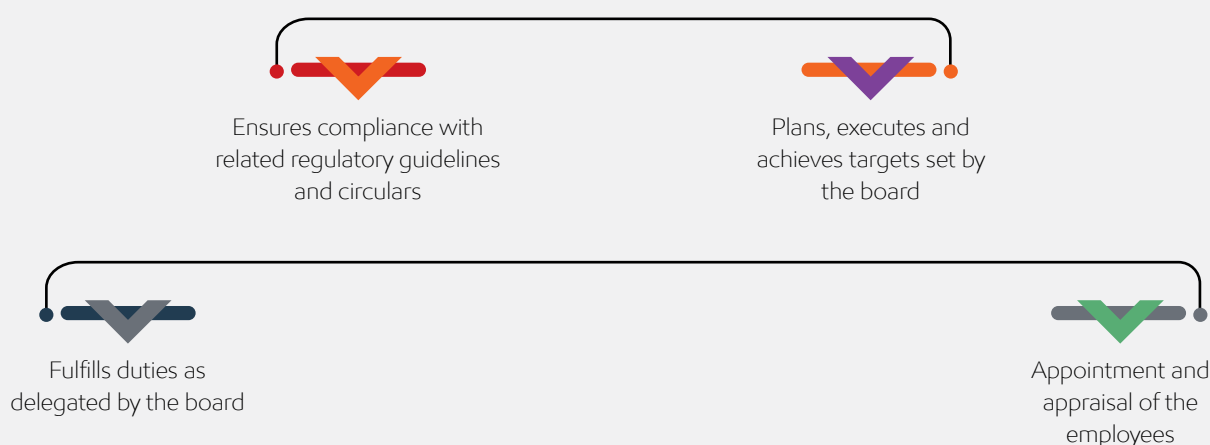 Ensures compliance with
related regulatory guidelines
and circulars
Plans, executes and
achieves targets set by
the board
Fulfills duties as
delegated by the board
Appointment and
appraisal of the
employees